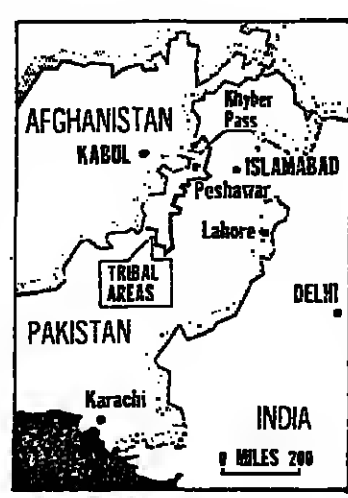 Khyber
Pass
AFGHANISTAN
KABUL
ISLAMABAD
Peshawar
Lahore
TRIBAL
AREAS
DELHI
PAKISTAN
Karachi
INDIA
0 MILES 200